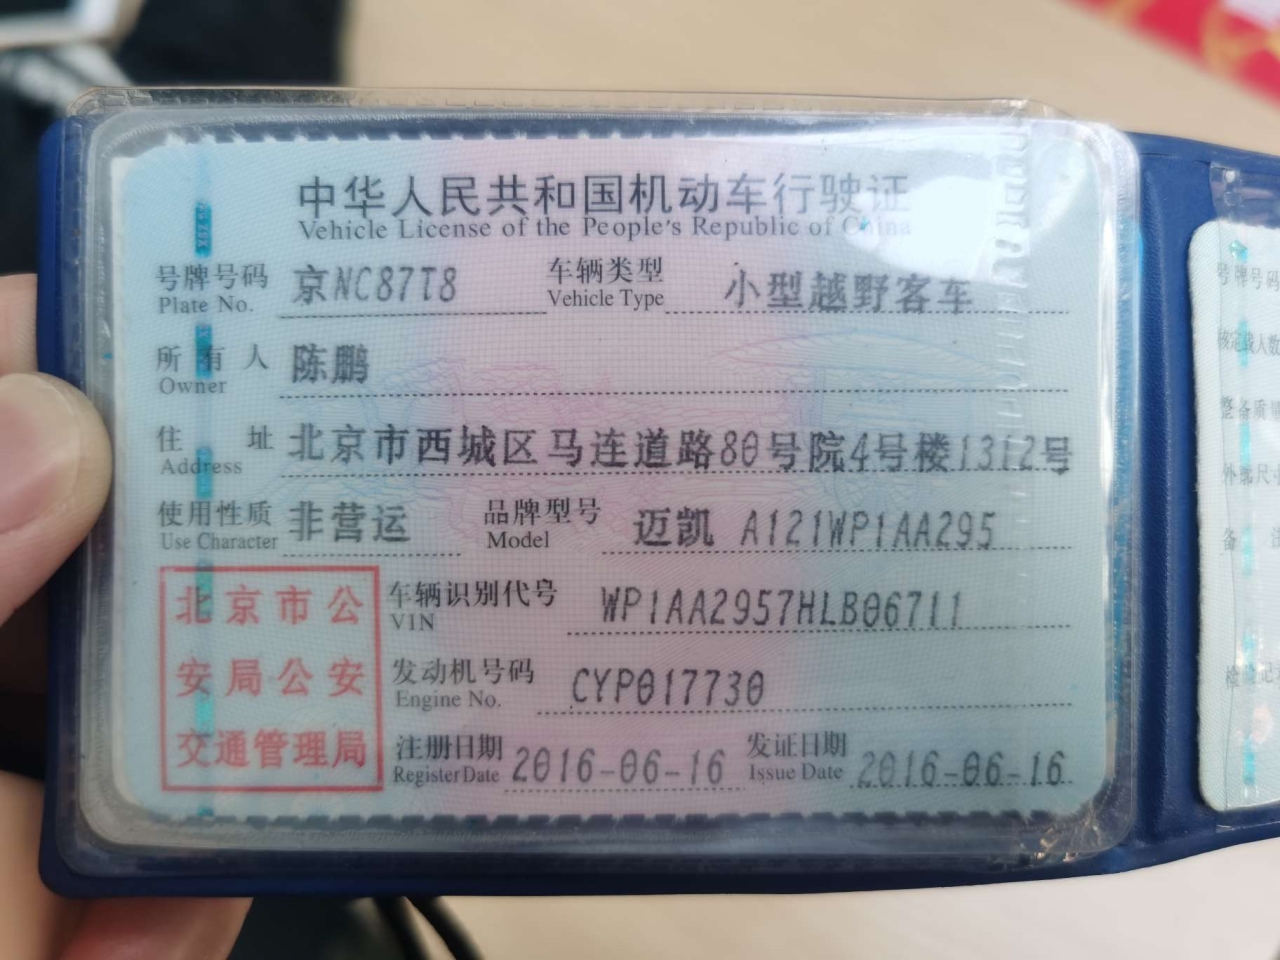 中华人民共和国机动车行驶证
Vehicle License of the People's Republic of China
号牌号码 京NC87T8 车辆类型 小型越野客车
Plate No. Vehicle Type
所有人 陈鹏
Owner
住址 北京市西城区马连道路80号院4号楼1312号
Address
使用性质 非营运 品牌型号 迈凯 A121WP1AA295
Use Character Model
北京市公
安局公安
交通管理局
车辆识别代号 WP1AA2957HLB06711
VIN
发动机号码 CYP017730
Engine No.
注册日期 2016-06-16 发证日期 2016-06-16
Register Date Issue Date
号牌号码
整备质量